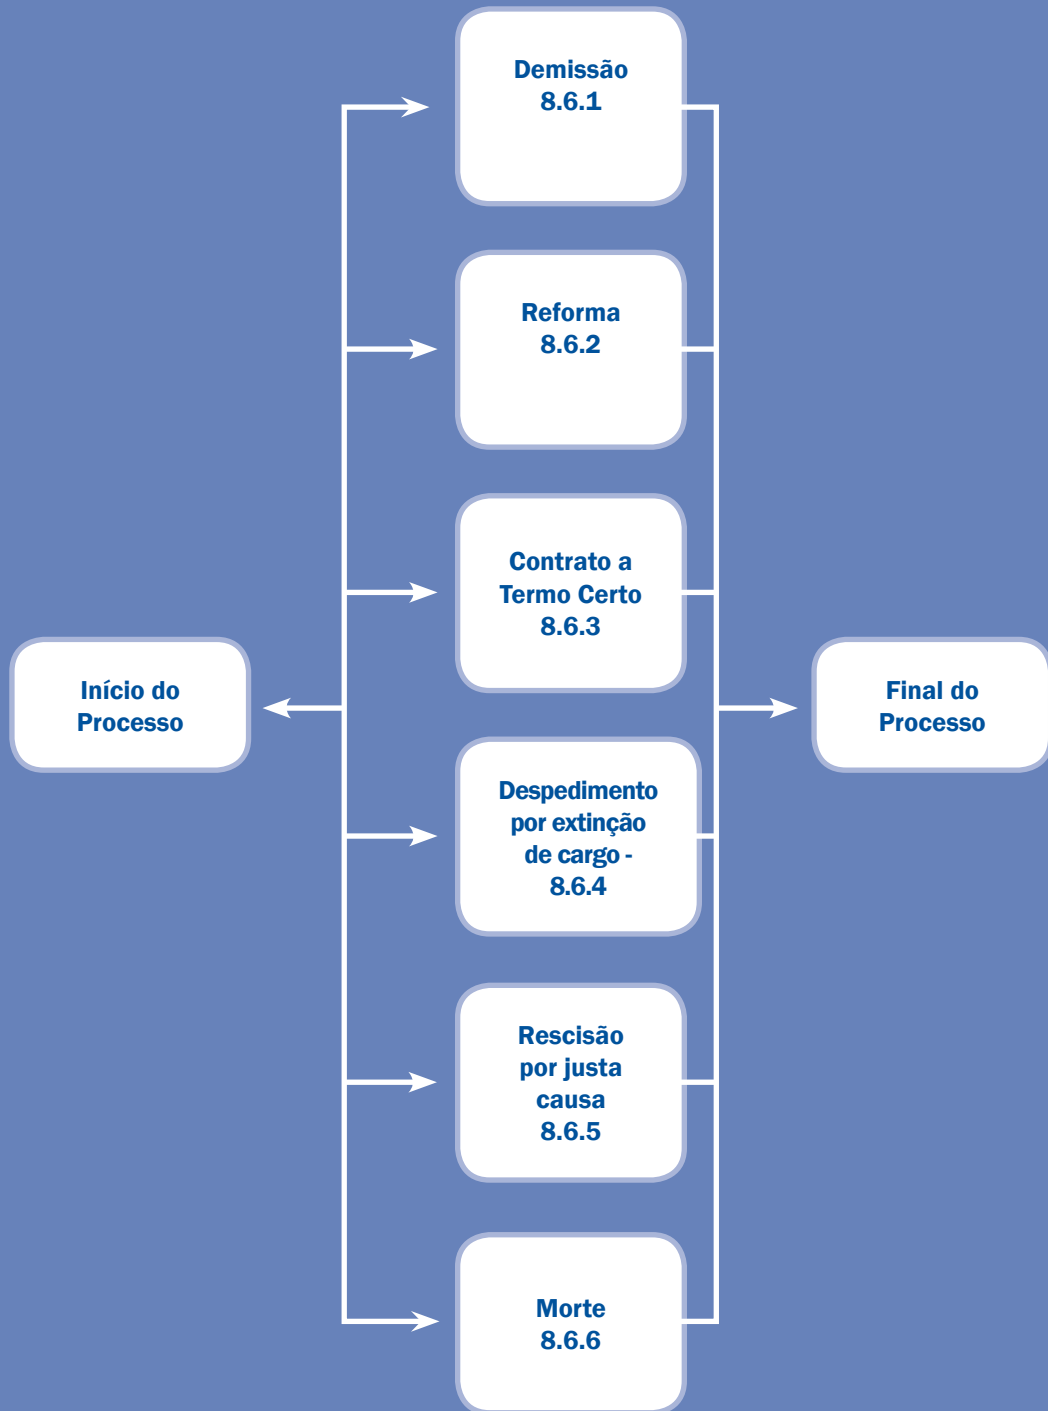 Demissão
8.6.1
Reforma
8.6.2
Contrato a
Termo Certo
8.6.3
Início do
Processo
Final do
Processo
Despedimento
por extinção
de cargo -
8.6.4
Rescisão
por justa
causa
8.6.5
Morte
8.6.6